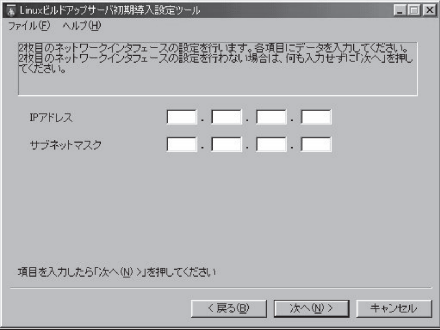 Linuxビルドアップサーバ初期導入設定ツール
ファイル(F) ヘルプ(H)
2枚目のネットワークインタフェースの設定を行います。各項目にデータを入力してください。
2枚目のネットワークインタフェースの設定を行わない場合は、何も入力せずに「次へ」を押し
てください。
IPアドレス . . .
サブネットマスク . . .
項目を入力したら「次へ(N) >」を押してください
< 戻る(B) 次へ(N) > キャンセル